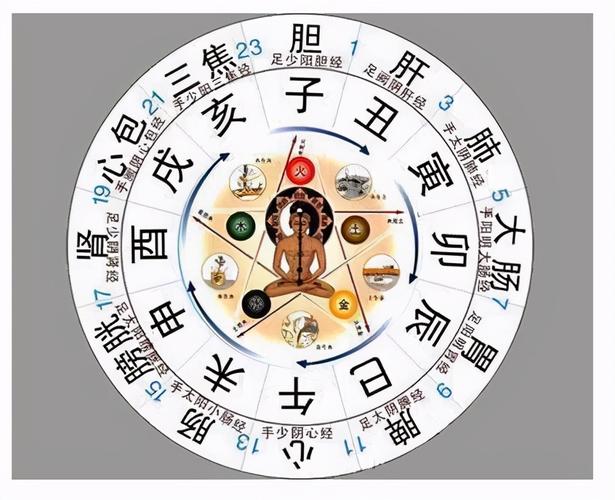 胆
足少阳胆经
1
肝
足厥阴肝经
3
肺
手太阴肺经
5
大肠
手阳明大肠经
7
胃
足阳明胃经
9
脾
足太阴脾经
11
心
手少阴心经
13
肠
手太阳小肠经
15
膀胱
足太阳膀胱经
17
肾
足少阴肾经
19
心包
手厥阴心包经
21
三焦
手少阳三焦经
23
子
丑
寅
卯
辰
巳
午
未
申
酉
戌
亥
火
土
金
水
木